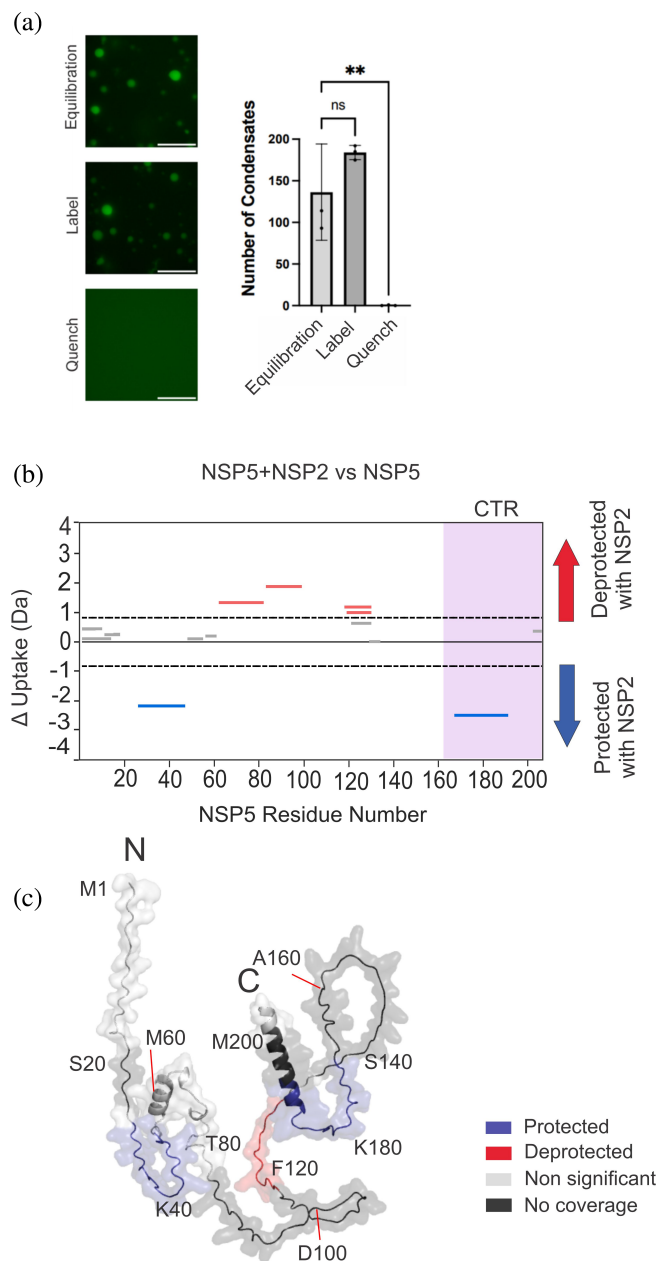 (a)
Equilibration
Label
Quench
Number of Condensates
**
ns
200
150
100
50
0
Equilibration
Label
Quench
(b)
NSP5+NSP2 vs NSP5
CTR
Δ Uptake (Da)
4
3
2
1
0
-1
-2
-3
-4
20 40 60 80 100 120 140 160 180 200
NSP5 Residue Number
Deprotected
with NSP2
Protected
with NSP2
(c)
N
M1
A160
C
M60
M200
S20
S140
T80
K180
K40
F120
D100
Protected
Deprotected
Non significant
No coverage